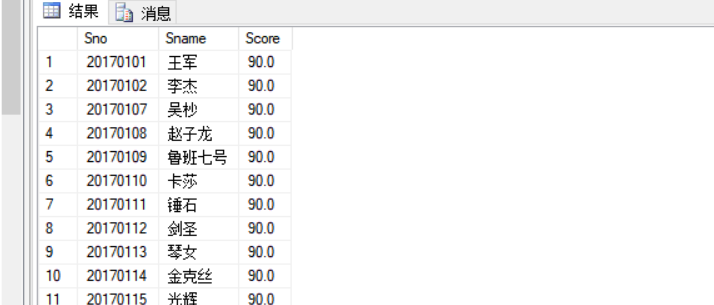 结果 消息
Sno Sname Score
1 20170101 王军 90.0
2 20170102 李杰 90.0
3 20170107 吴杪 90.0
4 20170108 赵子龙 90.0
5 20170109 鲁班七号 90.0
6 20170110 卡莎 90.0
7 20170111 锤石 90.0
8 20170112 剑圣 90.0
9 20170113 琴女 90.0
10 20170114 金克丝 90.0
11 20170115 光辉 90.0